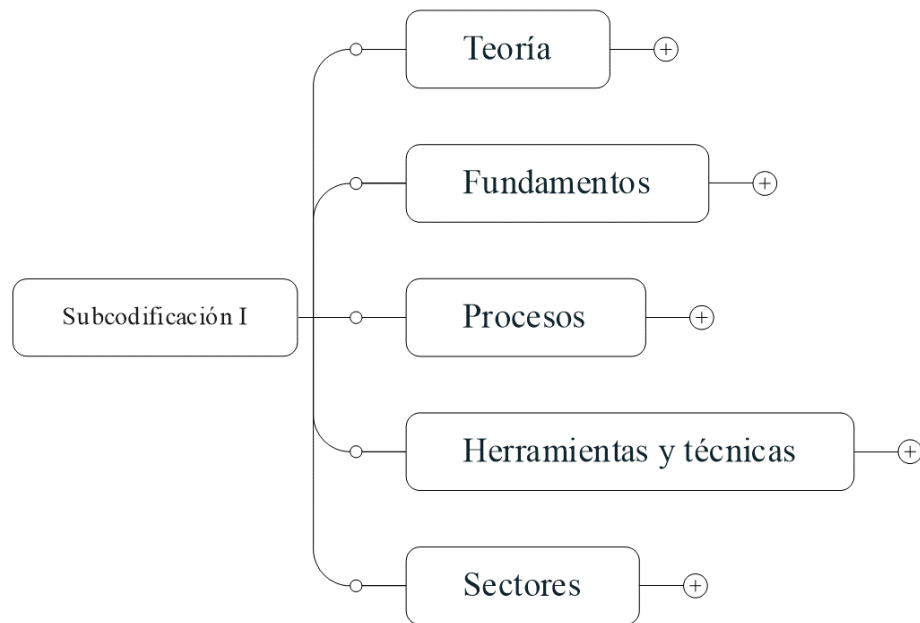 Teoría
Fundamentos
Subcodificación I
Procesos
Herramientas y técnicas
Sectores